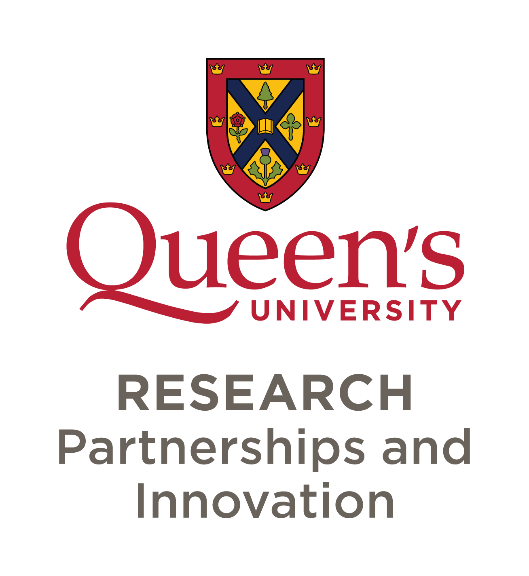 Queen's
UNIVERSITY
RESEARCH
Partnerships and
Innovation